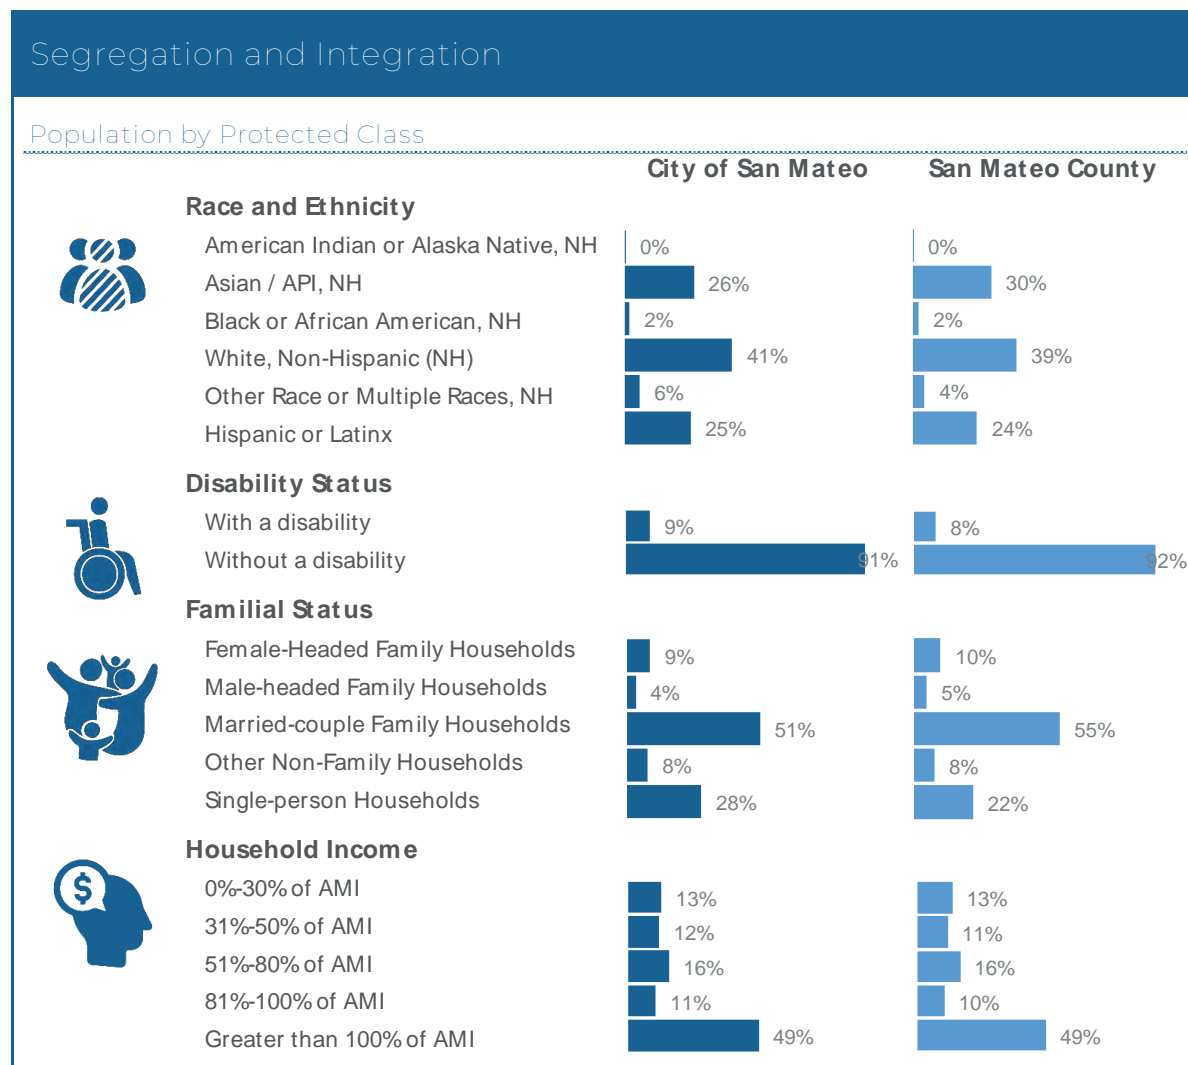 Segregation and Integration
Population by Protected Class
City of San Mateo San Mateo County
Race and Ethnicity
American Indian or Alaska Native, NH 0% 0%
Asian / API, NH 26% 30%
Black or African American, NH 2% 2%
White, Non-Hispanic (NH) 41% 39%
Other Race or Multiple Races, NH 6% 4%
Hispanic or Latinx 25% 24%
Disability Status
With a disability 9% 8%
Without a disability 91% 92%
Familial Status
Female-Headed Family Households 9% 10%
Male-headed Family Households 4% 5%
Married-couple Family Households 51% 55%
Other Non-Family Households 8% 8%
Single-person Households 28% 22%
Household Income
$
0%-30% of AMI 13% 13%
31%-50% of AMI 12% 11%
51%-80% of AMI 16% 16%
81%-100% of AMI 11% 10%
Greater than 100% of AMI 49% 49%